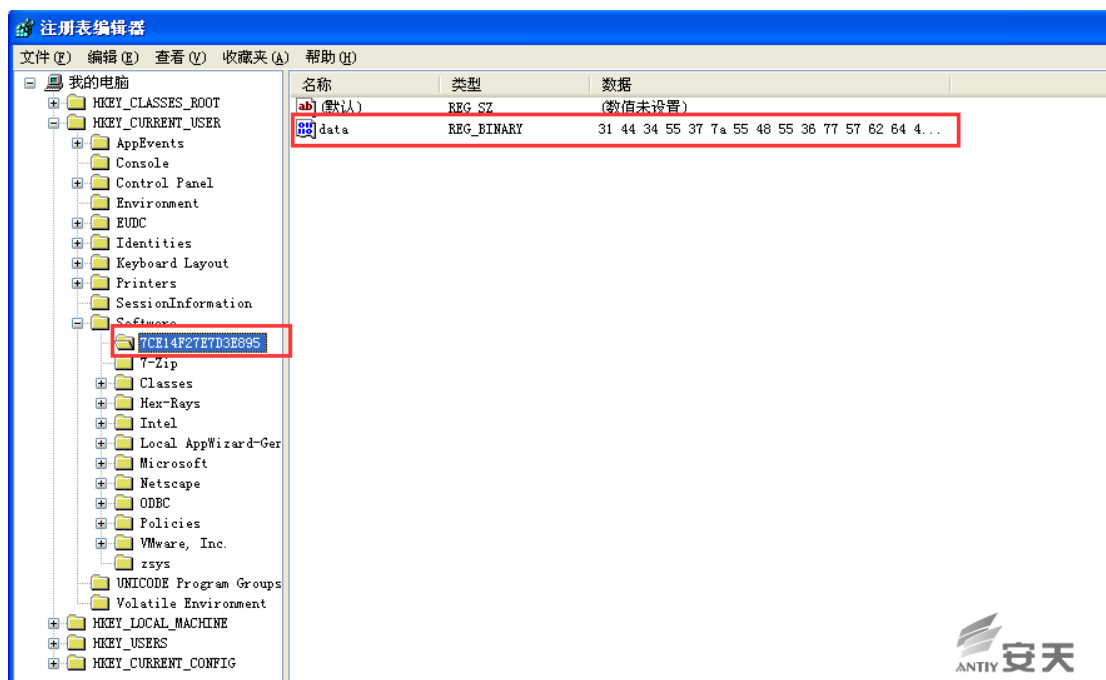 注册表编辑器
文件(F) 编辑(E) 查看(V) 收藏夹(A) 帮助(H)
我的电脑
HKEY_CLASSES_ROOT
HKEY_CURRENT_USER
AppEvents
Console
Control Panel
Environment
EUDC
Identities
Keyboard Layout
Printers
SessionInformation
Software
7CE14F27E7D3E895
7-Zip
Classes
Hex-Rays
Intel
Local AppWizard-Ger
Microsoft
Netscape
ODBC
Policies
VMware, Inc.
zsys
UNICODE Program Groups
Volatile Environment
HKEY_LOCAL_MACHINE
HKEY_USERS
HKEY_CURRENT_CONFIG
名称 类型 数据
ab (默认) REG_SZ (数值未设置)
data REG_BINARY 31 44 34 55 37 7a 55 48 55 36 77 57 62 64 4...
ANTIY 安天